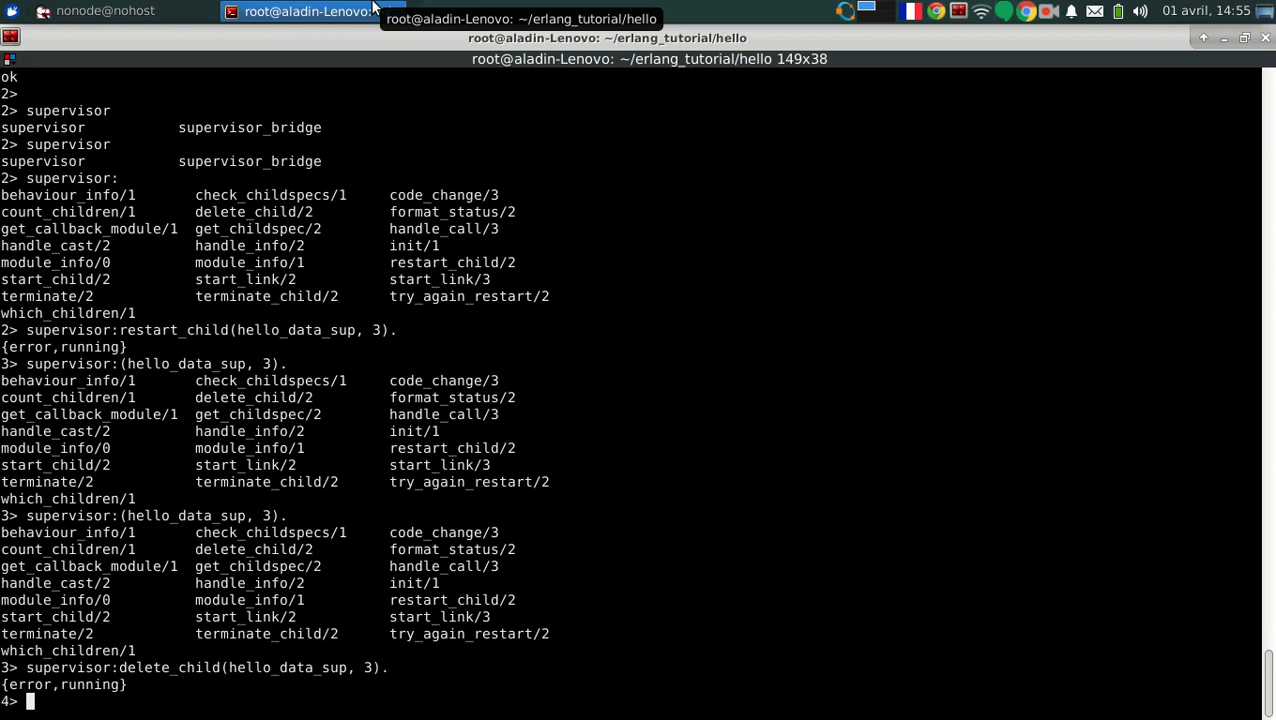 nonode@nohost
root@aladin-Lenovo:
root@aladin-Lenovo: ~/erlang_tutorial/hello
01 avril, 14:55
root@aladin-Lenovo: ~/erlang_tutorial/hello
root@aladin-Lenovo: ~/erlang_tutorial/hello 149x38
ok
2>
2> supervisor
supervisor           supervisor_bridge
2> supervisor
supervisor           supervisor_bridge
2> supervisor:
behaviour_info/1       check_childspecs/1     code_change/3
count_children/1       delete_child/2         format_status/2
get_callback_module/1  get_childspec/2        handle_call/3
handle_cast/2          handle_info/2          init/1
module_info/0          module_info/1          restart_child/2
start_child/2          start_link/2           start_link/3
terminate/2            terminate_child/2      try_again_restart/2
which_children/1
2> supervisor:restart_child(hello_data_sup, 3).
{error,running}
3> supervisor:(hello_data_sup, 3).
behaviour_info/1       check_childspecs/1     code_change/3
count_children/1       delete_child/2         format_status/2
get_callback_module/1  get_childspec/2        handle_call/3
handle_cast/2          handle_info/2          init/1
module_info/0          module_info/1          restart_child/2
start_child/2          start_link/2           start_link/3
terminate/2            terminate_child/2      try_again_restart/2
which_children/1
3> supervisor:(hello_data_sup, 3).
behaviour_info/1       check_childspecs/1     code_change/3
count_children/1       delete_child/2         format_status/2
get_callback_module/1  get_childspec/2        handle_call/3
handle_cast/2          handle_info/2          init/1
module_info/0          module_info/1          restart_child/2
start_child/2          start_link/2           start_link/3
terminate/2            terminate_child/2      try_again_restart/2
which_children/1
3> supervisor:delete_child(hello_data_sup, 3).
{error,running}
4>